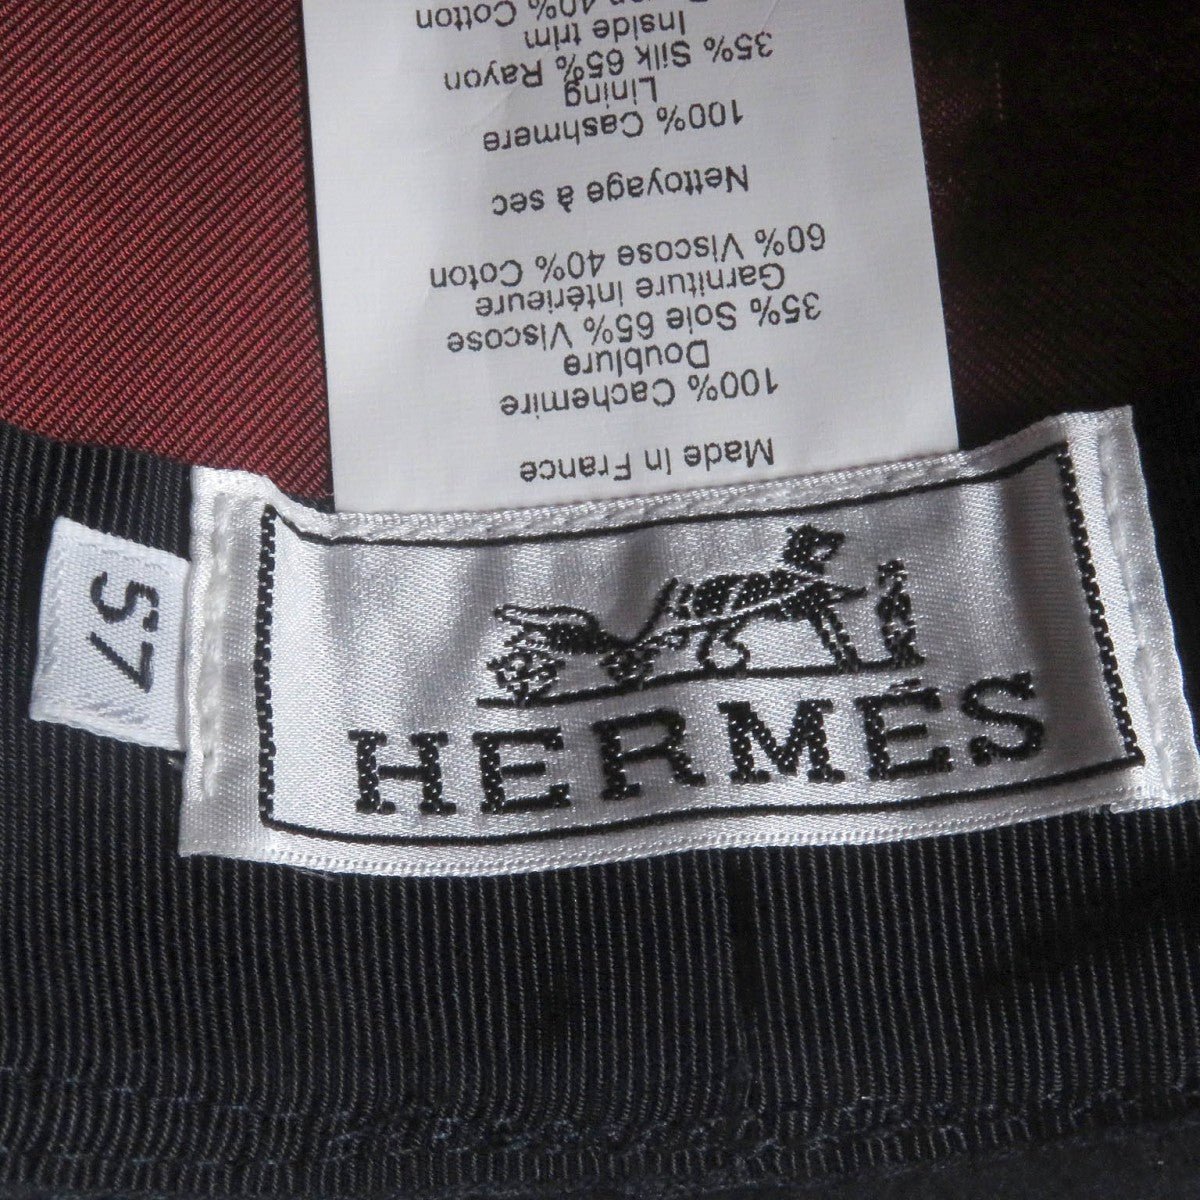 HERMÈS
57
Made In France
100% Cachemire
Doublure
35% Soie 65% Viscose
Garniture intérieure
60% Viscose 40% Coton
Nettoyage à sec
100% Cashmere
Lining
35% Silk 65% Rayon
Inside trim
40% Cotton